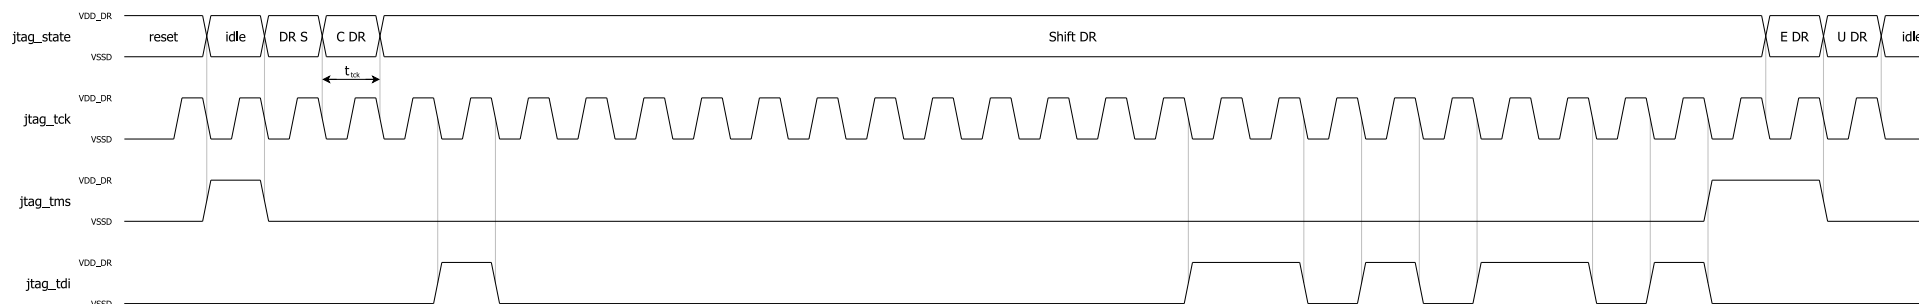 VDD_DR
jtag_state reset idle DR S C DR Shift DR E DR U DR idle
VSSD
t tck
VDD_DR
jtag_tck
VSSD
VDD_DR
jtag_tms
VSSD
VDD_DR
jtag_tdi
VSSD